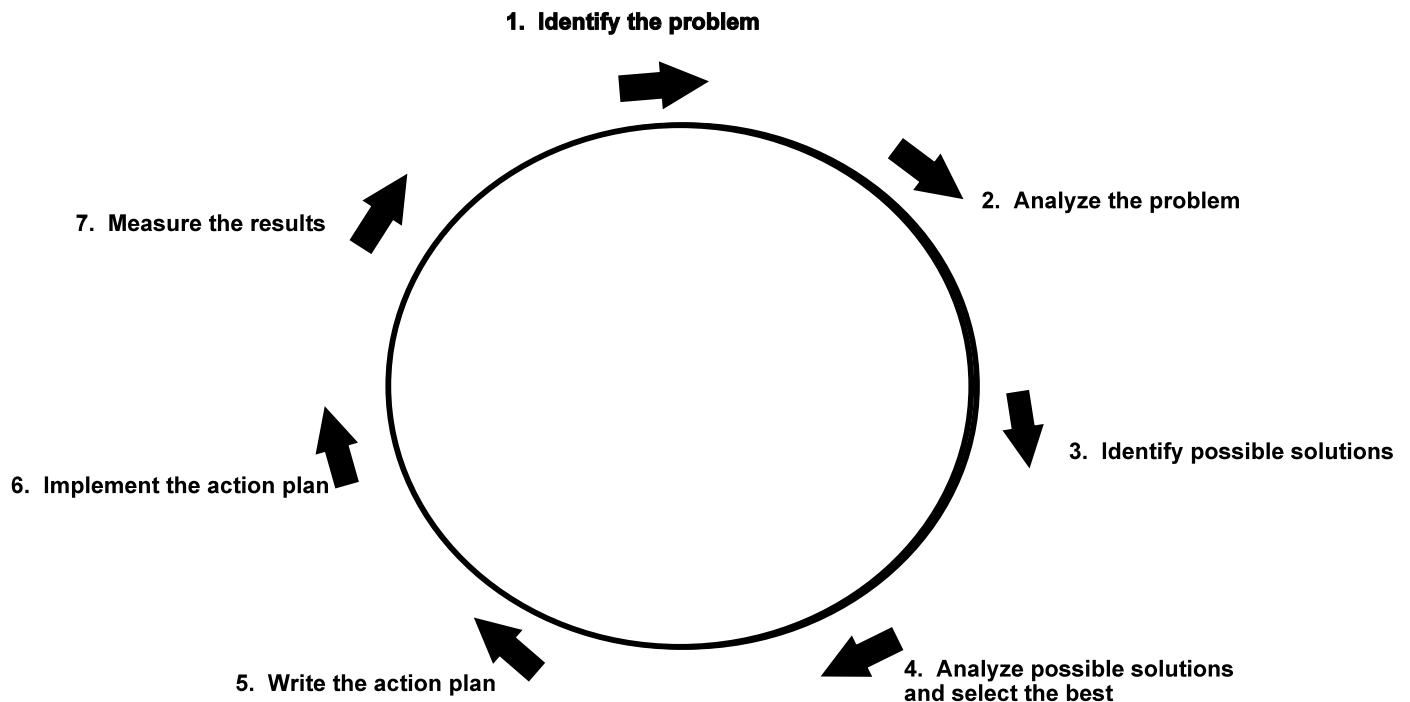 1. Identify the problem
2. Analyze the problem
3. Identify possible solutions
4. Analyze possible solutions
and select the best
5. Write the action plan
6. Implement the action plan
7. Measure the results